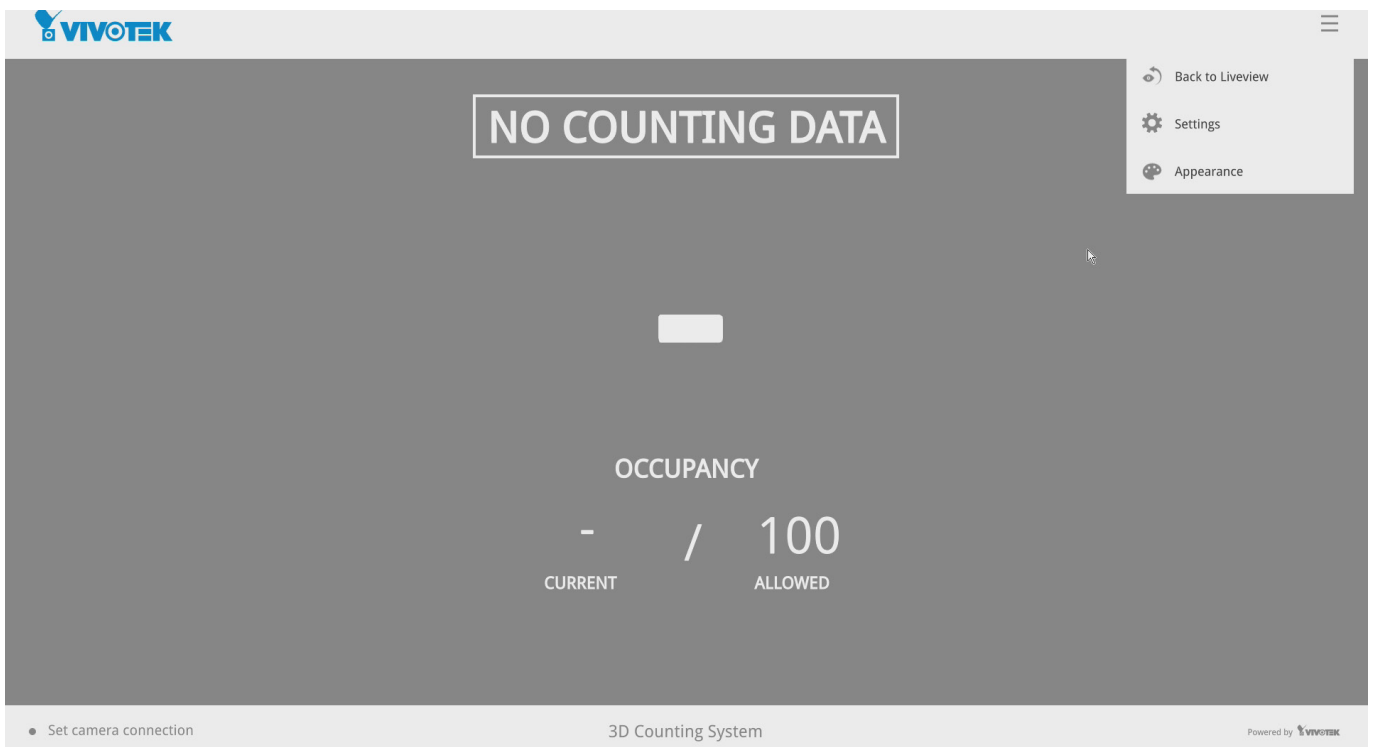 VIVOTEK
Back to Liveview
Settings
Appearance
NO COUNTING DATA
OCCUPANCY
- / 100
CURRENT ALLOWED
Set camera connection
3D Counting System
Powered by VIVOTEK